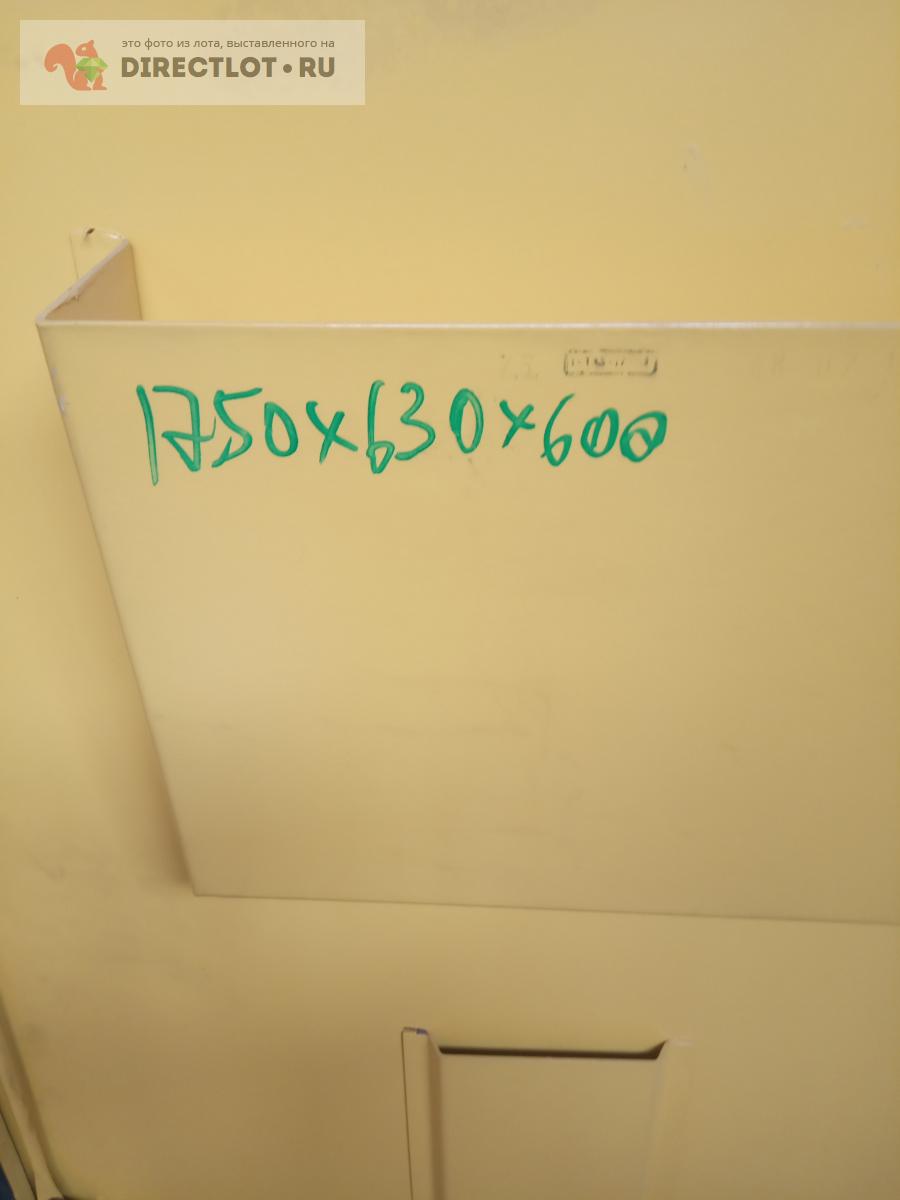 это фото из лота, выставленного на
DIRECTLOT•RU
1750x630x600